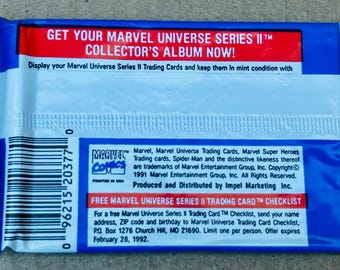 GET YOUR MARVEL UNIVERSE SERIES II™
COLLECTOR'S ALBUM NOW!
Display your Marvel Universe Series II Trading Cards and keep them in mint condition with
MARVEL
COMICS
PRINTED IN USA
Marvel, Marvel Universe Trading Cards, Marvel Super Heroes
Trading cards, Spider-Man and the distinctive likeness thereof
are trademarks of Marvel Entertainment Group, Inc. Copyright©
1991 Marvel Entertainment Group, Inc. All Rights Reserved.
Produced and Distributed by Impel Marketing Inc.
FREE MARVEL UNIVERSE SERIES II TRADING CARD™ CHECKLIST
For a free Marvel Universe Series II Trading Card™ Checklist, send your name
address, ZIP code and birthday to Marvel Universe Trading Card Checklist,
P.O. Box 1276 Church Hill, MD 21690. Limit one per person. Offer expires
February 28, 1992.
0 96215 20377 0